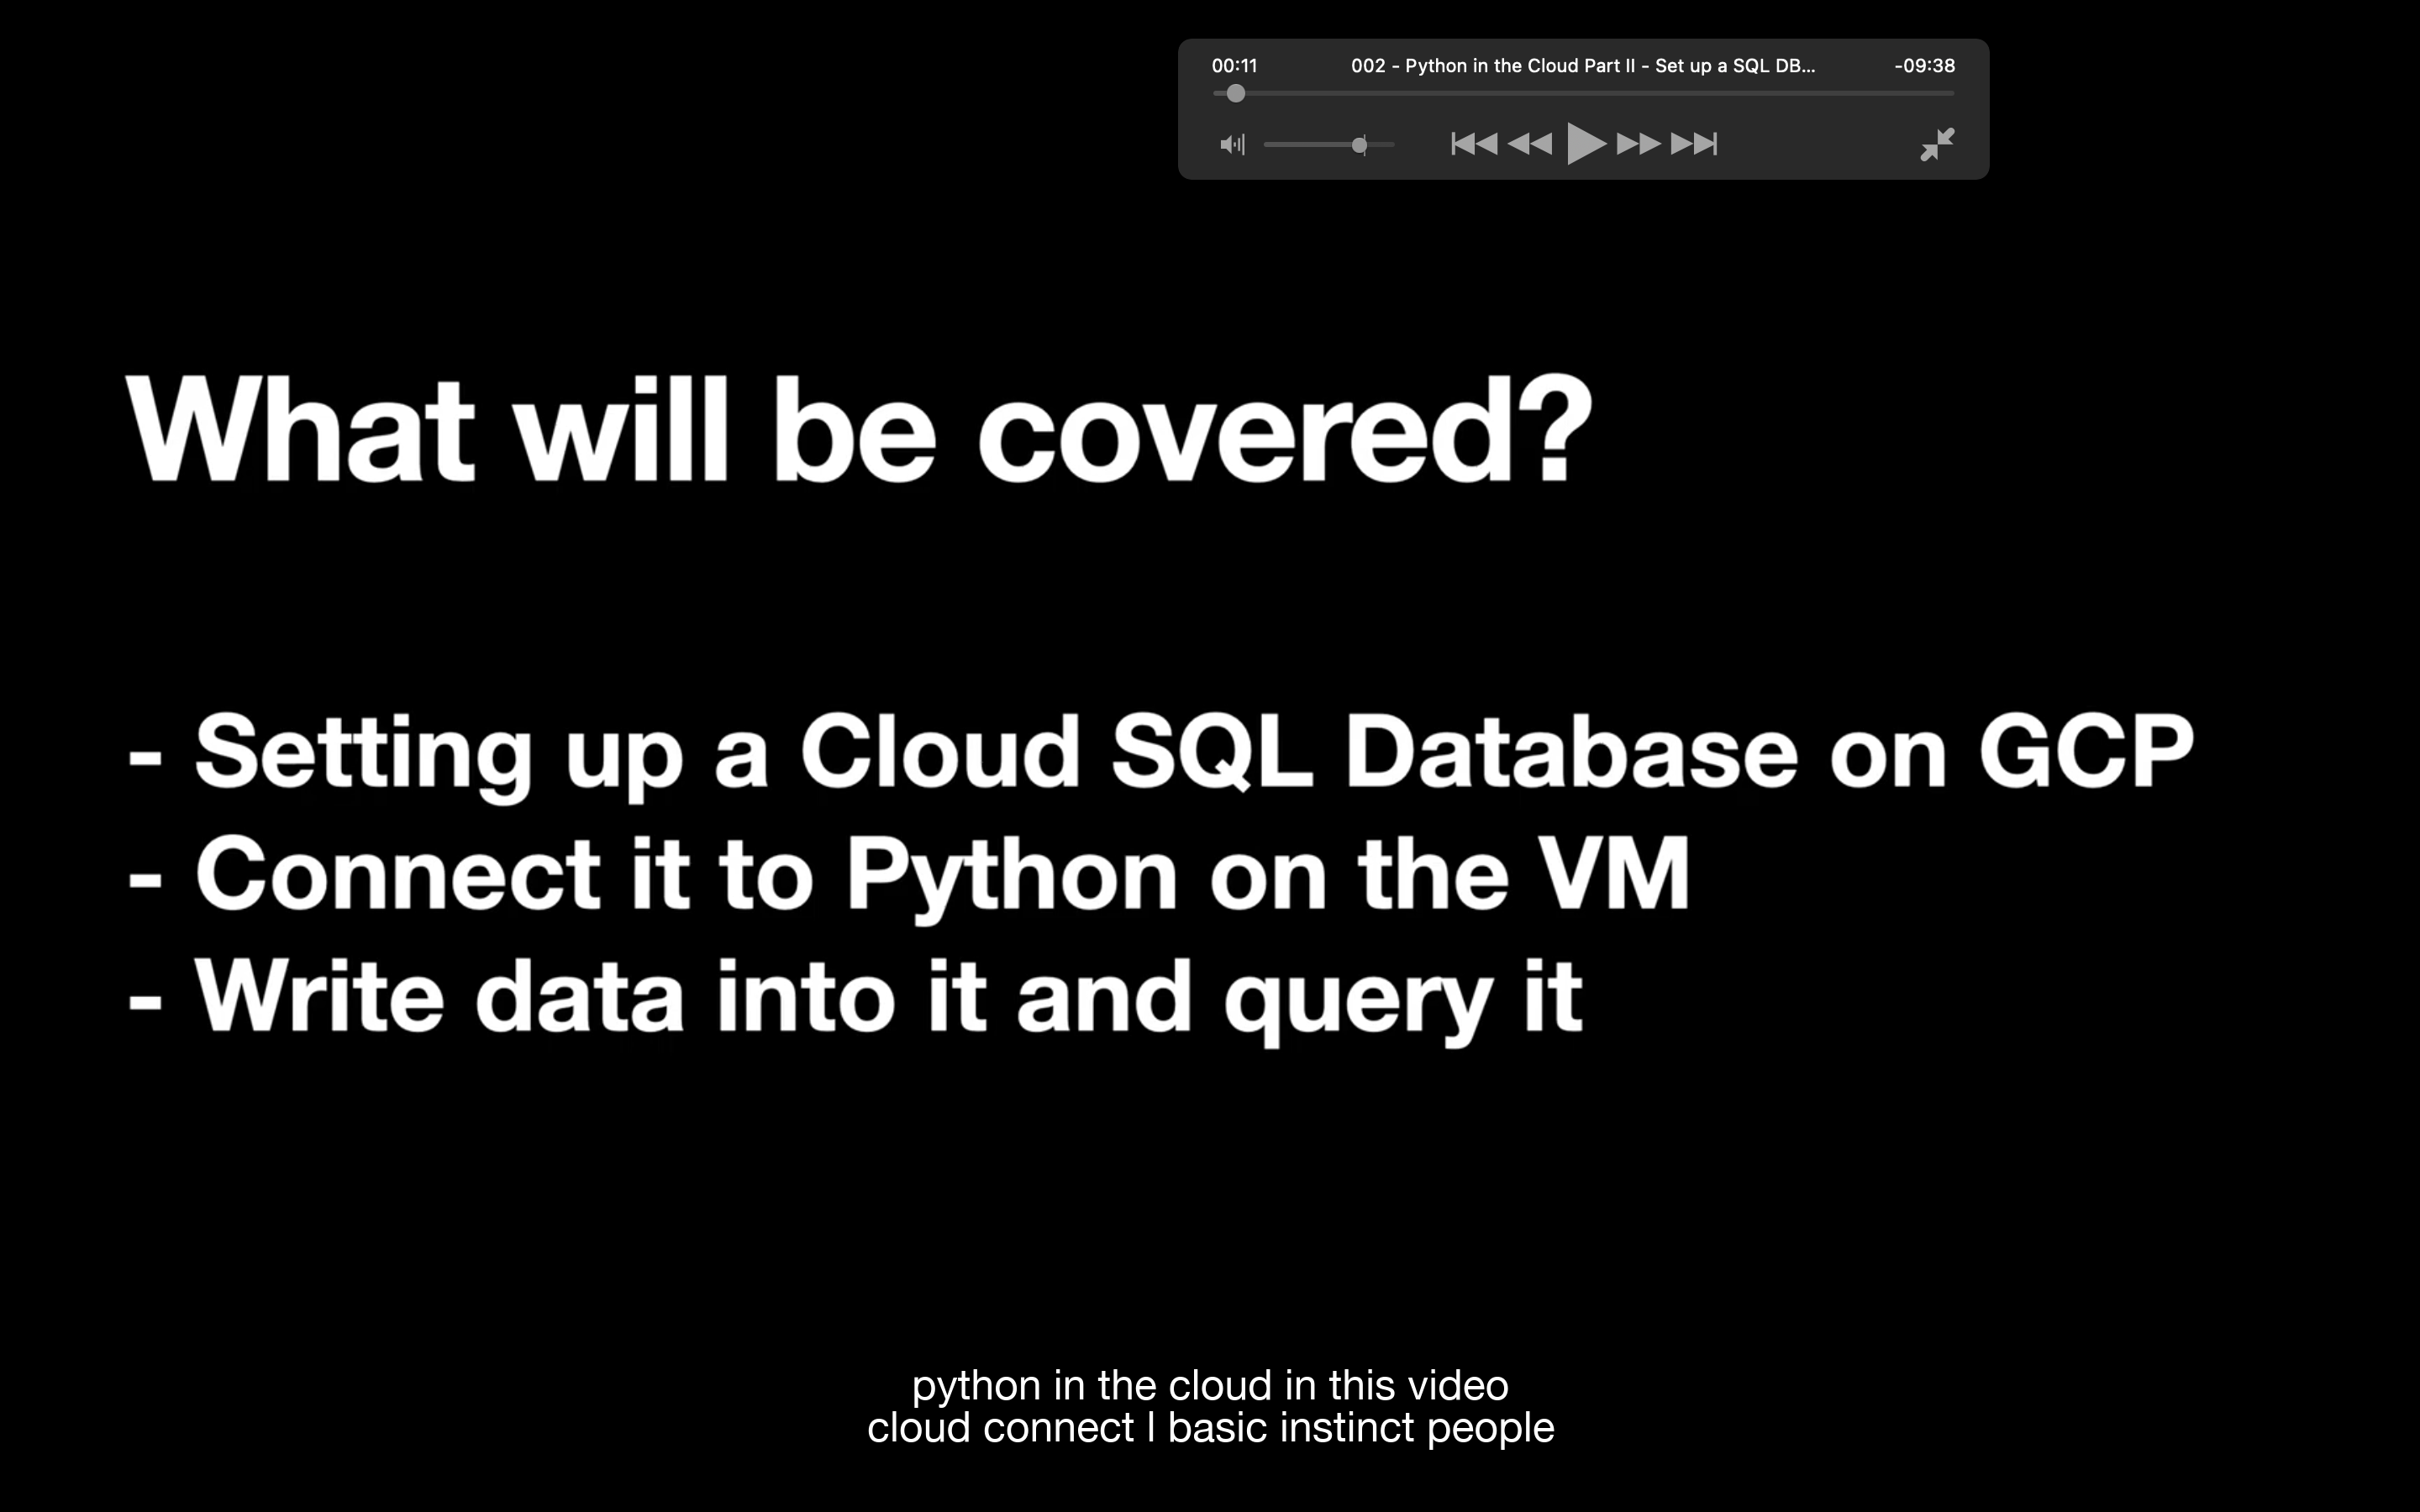 00:11 002 - Python in the Cloud Part II - Set up a SQL DB... -09:38
What will be covered?
- Setting up a Cloud SQL Database on GCP
- Connect it to Python on the VM
- Write data into it and query it
python in the cloud in this video
cloud connect I basic instinct people